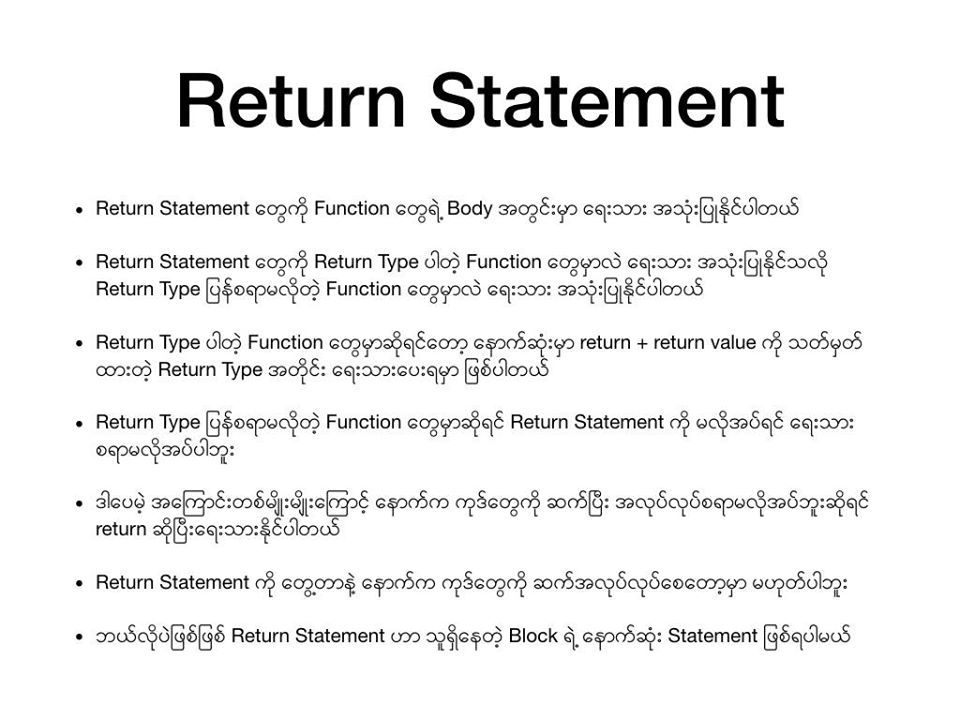 Return Statement
• Return Statement တွေကို Function တွေရဲ့ Body အတွင်းမှာ ရေးသား အသုံးပြုနိုင်ပါတယ်
• Return Statement တွေကို Return Type ပါတဲ့ Function တွေမှာလဲ ရေးသား အသုံးပြုနိုင်သလို
Return Type ပြန်စရာမလိုတဲ့ Function တွေမှာလဲ ရေးသား အသုံးပြုနိုင်ပါတယ်
• Return Type ပါတဲ့ Function တွေမှာဆိုရင်တော့ နောက်ဆုံးမှာ return + return value ကို သတ်မှတ်
ထားတဲ့ Return Type အတိုင်း ရေးသားပေးရမှာ ဖြစ်ပါတယ်
• Return Type ပြန်စရာမလိုတဲ့ Function တွေမှာဆိုရင် Return Statement ကို မလိုအပ်ရင် ရေးသား
စရာမလိုအပ်ပါဘူး
• ဒါပေမဲ့ အကြောင်းတစ်မျိုးမျိုးကြောင့် နောက်က ကုဒ်တွေကို ဆက်ပြီး အလုပ်လုပ်စရာမလိုအပ်ဘူးဆိုရင်
return ဆိုပြီးရေးသားနိုင်ပါတယ်
• Return Statement ကို တွေ့တာနဲ့ နောက်က ကုဒ်တွေကို ဆက်အလုပ်လုပ်စေတော့မှာ မဟုတ်ပါဘူး
• ဘယ်လိုပဲဖြစ်ဖြစ် Return Statement ဟာ သူရှိနေတဲ့ Block ရဲ့ နောက်ဆုံး Statement ဖြစ်ရပါမယ်